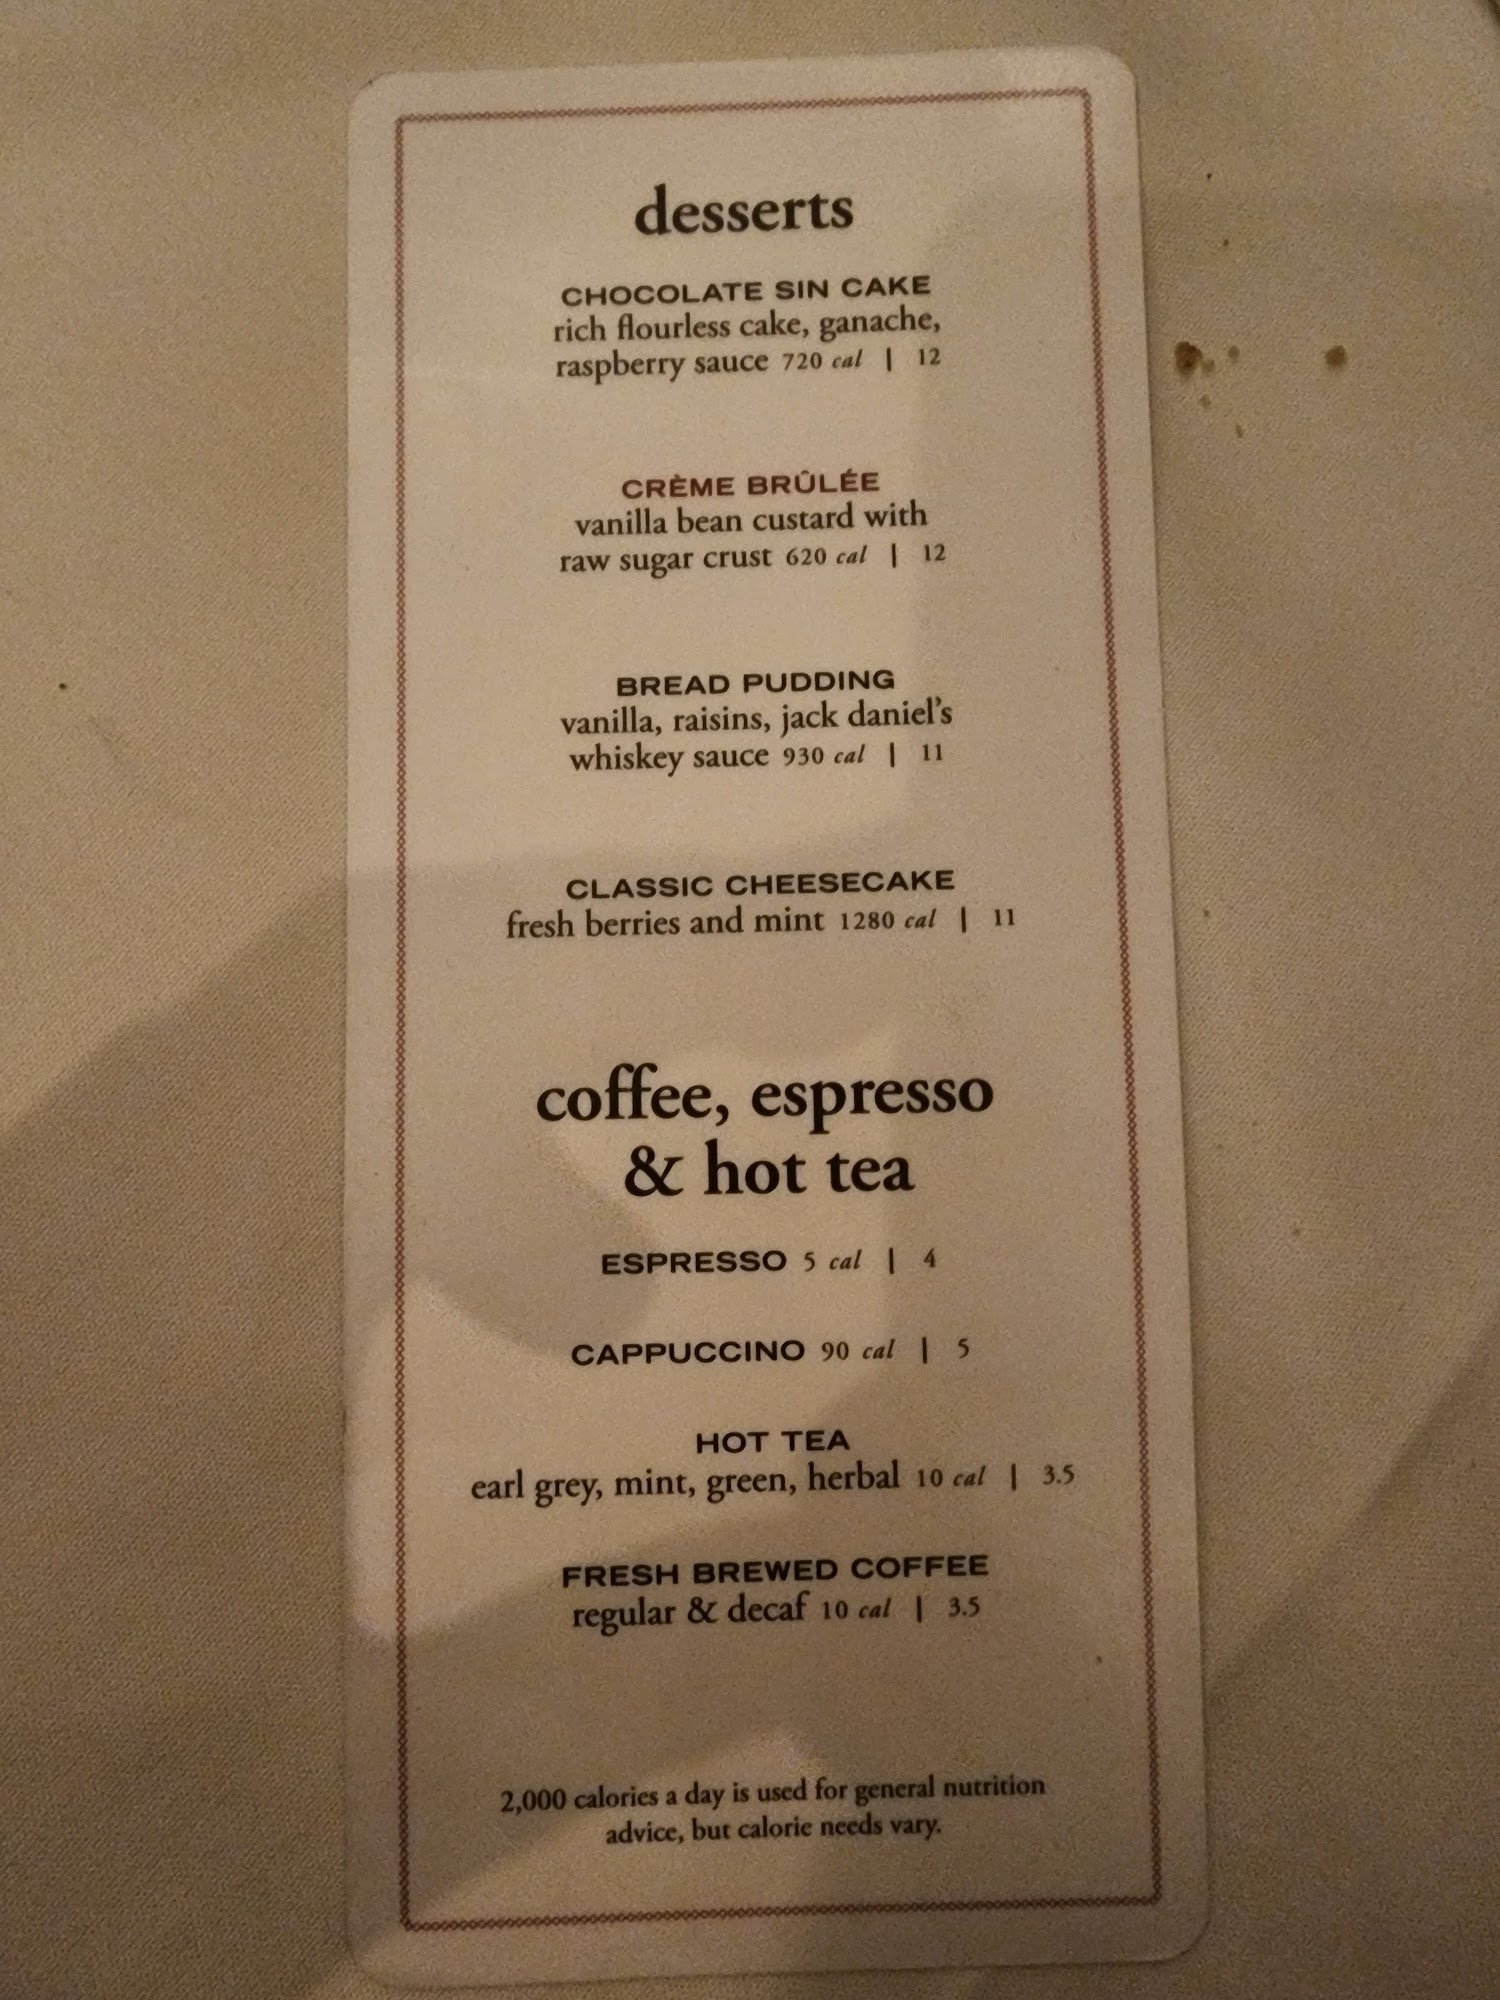 desserts
CHOCOLATE SIN CAKE
rich flourless cake, ganache,
raspberry sauce 720 cal | 12
CRÈME BRÛLÉE
vanilla bean custard with
raw sugar crust 620 cal | 12
BREAD PUDDING
vanilla, raisins, jack daniel's
whiskey sauce 930 cal | 11
CLASSIC CHEESECAKE
fresh berries and mint 1280 cal | 11
coffee, espresso
& hot tea
ESPRESSO 5 cal | 4
CAPPUCCINO 90 cal | 5
HOT TEA
earl grey, mint, green, herbal 10 cal | 3.5
FRESH BREWED COFFEE
regular & decaf 10 cal | 3.5
2,000 calories a day is used for general nutrition
advice, but calorie needs vary.